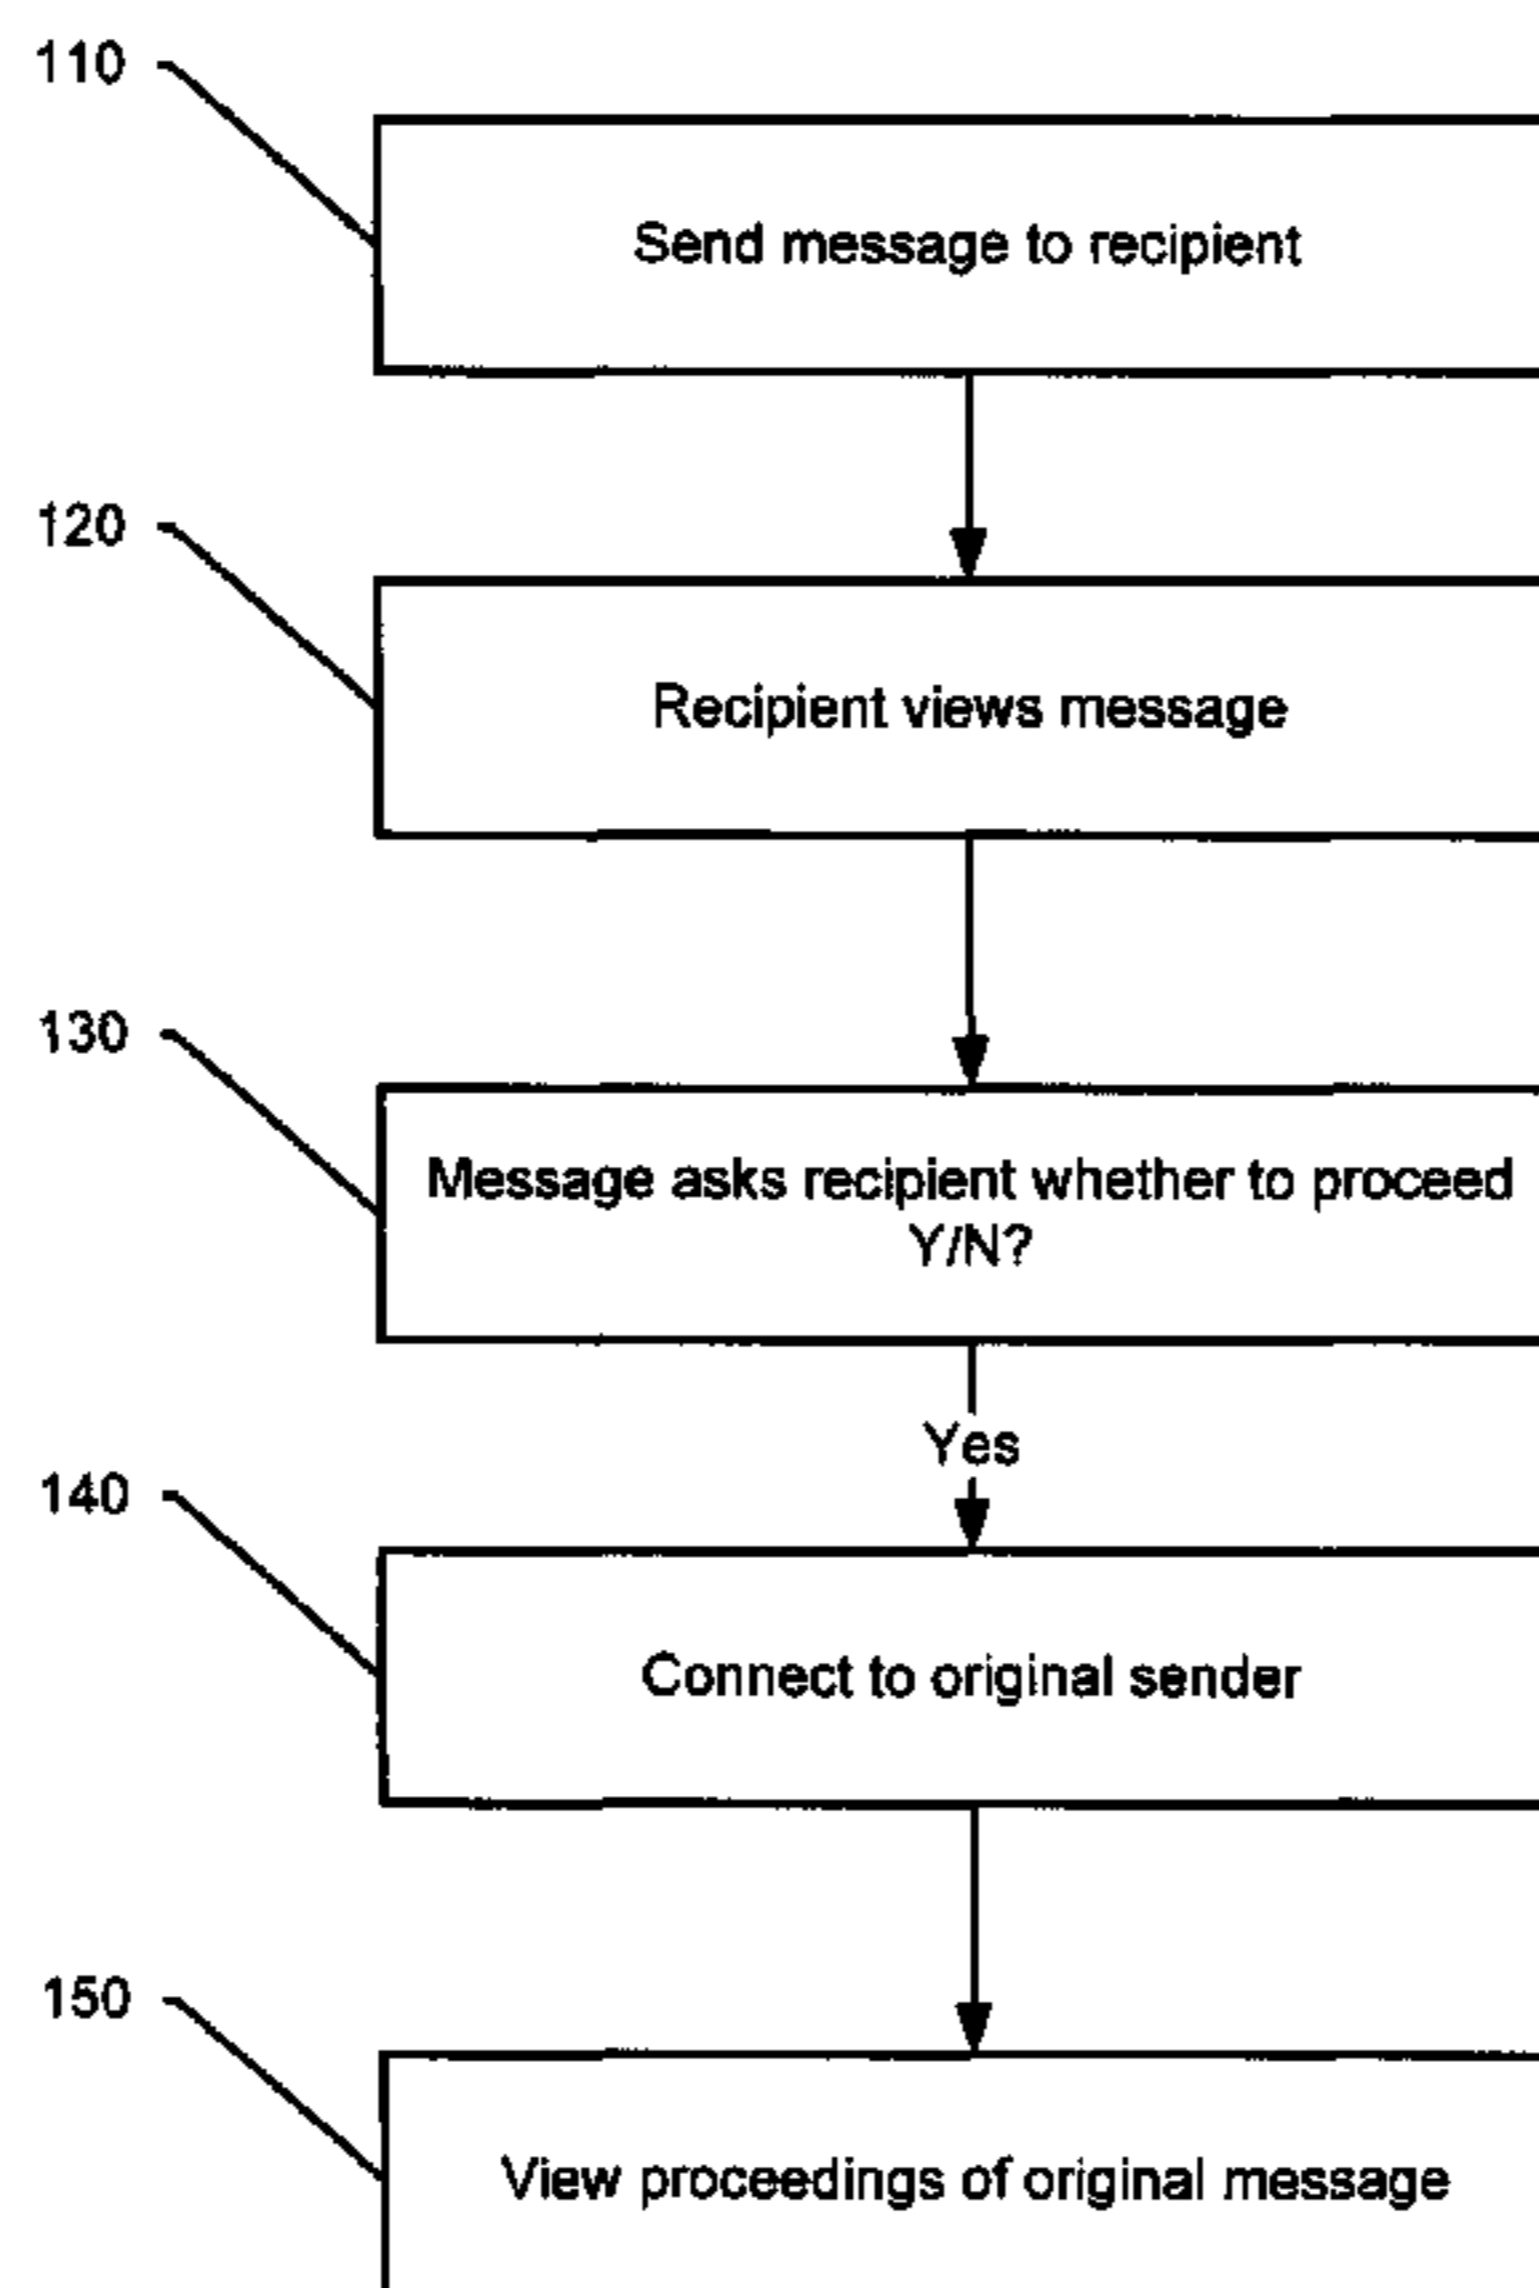 110
Send message to recipient
120
Recipient views message
130
Message asks recipient whether to proceed
Y/N?
Yes
140
Connect to original sender
150
View proceedings of original message